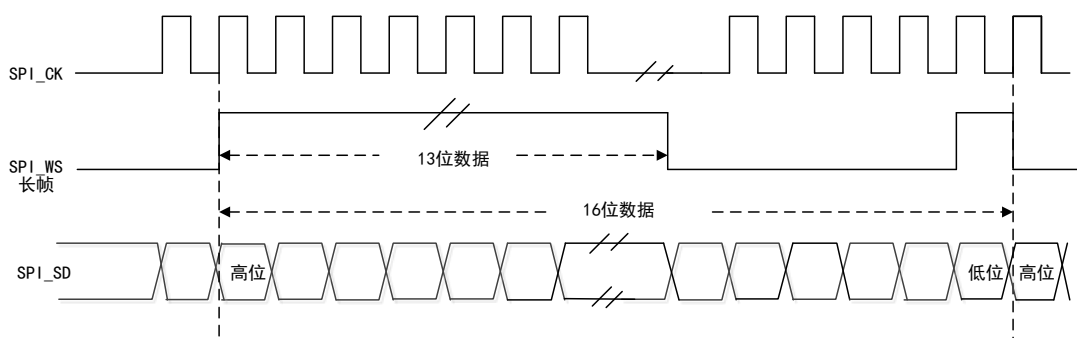 SPI_CK
13位数据
SPI_WS
长帧
16位数据
SPI_SD
高位
低位
高位